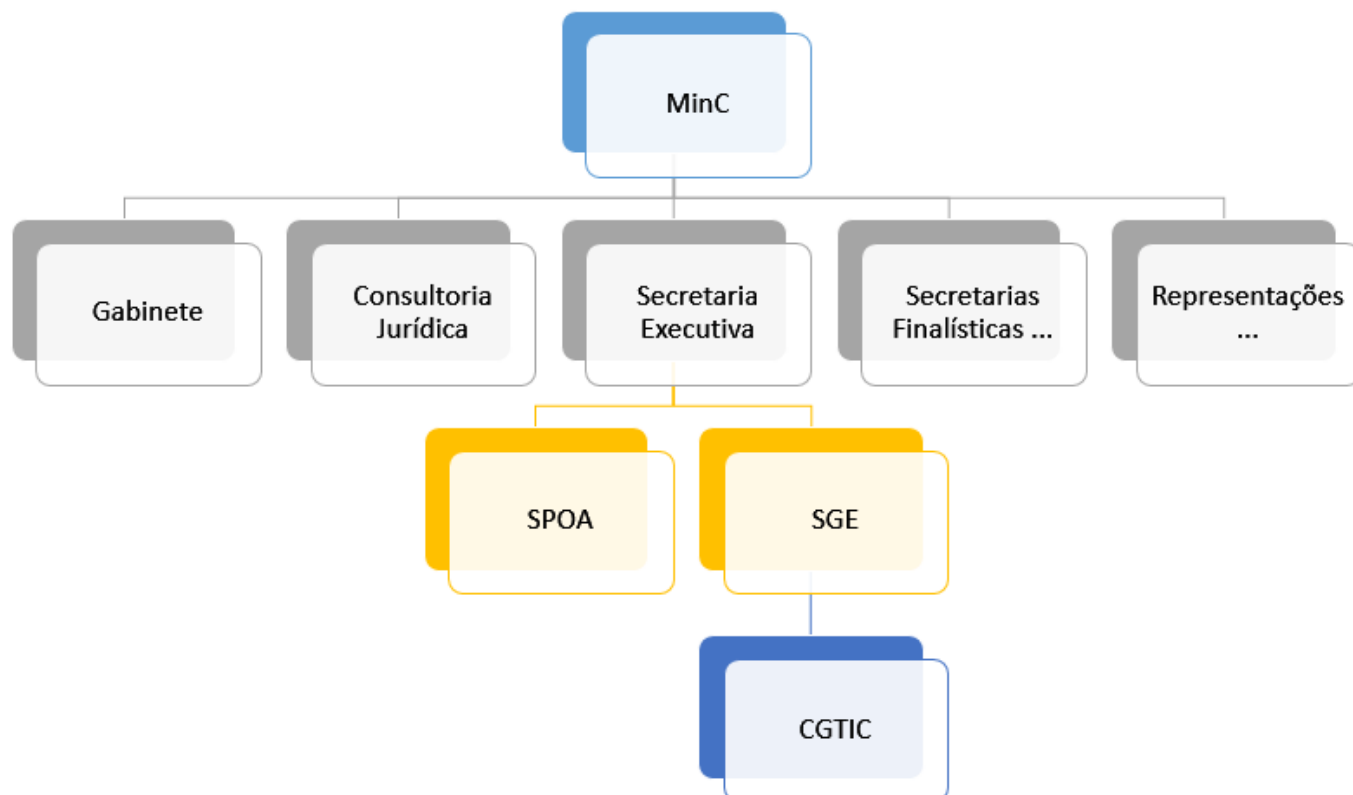 MinC
Gabinete
Consultoria
Jurídica
Secretaria
Executiva
Secretarias
Finalísticas ...
Representações
...
SPOA
SGE
CGTIC